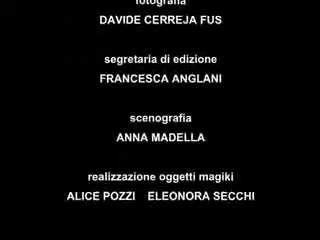 fotografia
DAVIDE CERREJA FUS
segretaria di edizione
FRANCESCA ANGLANI
scenografia
ANNA MADELLA
realizzazione oggetti magiki
ALICE POZZI ELEONORA SECCHI